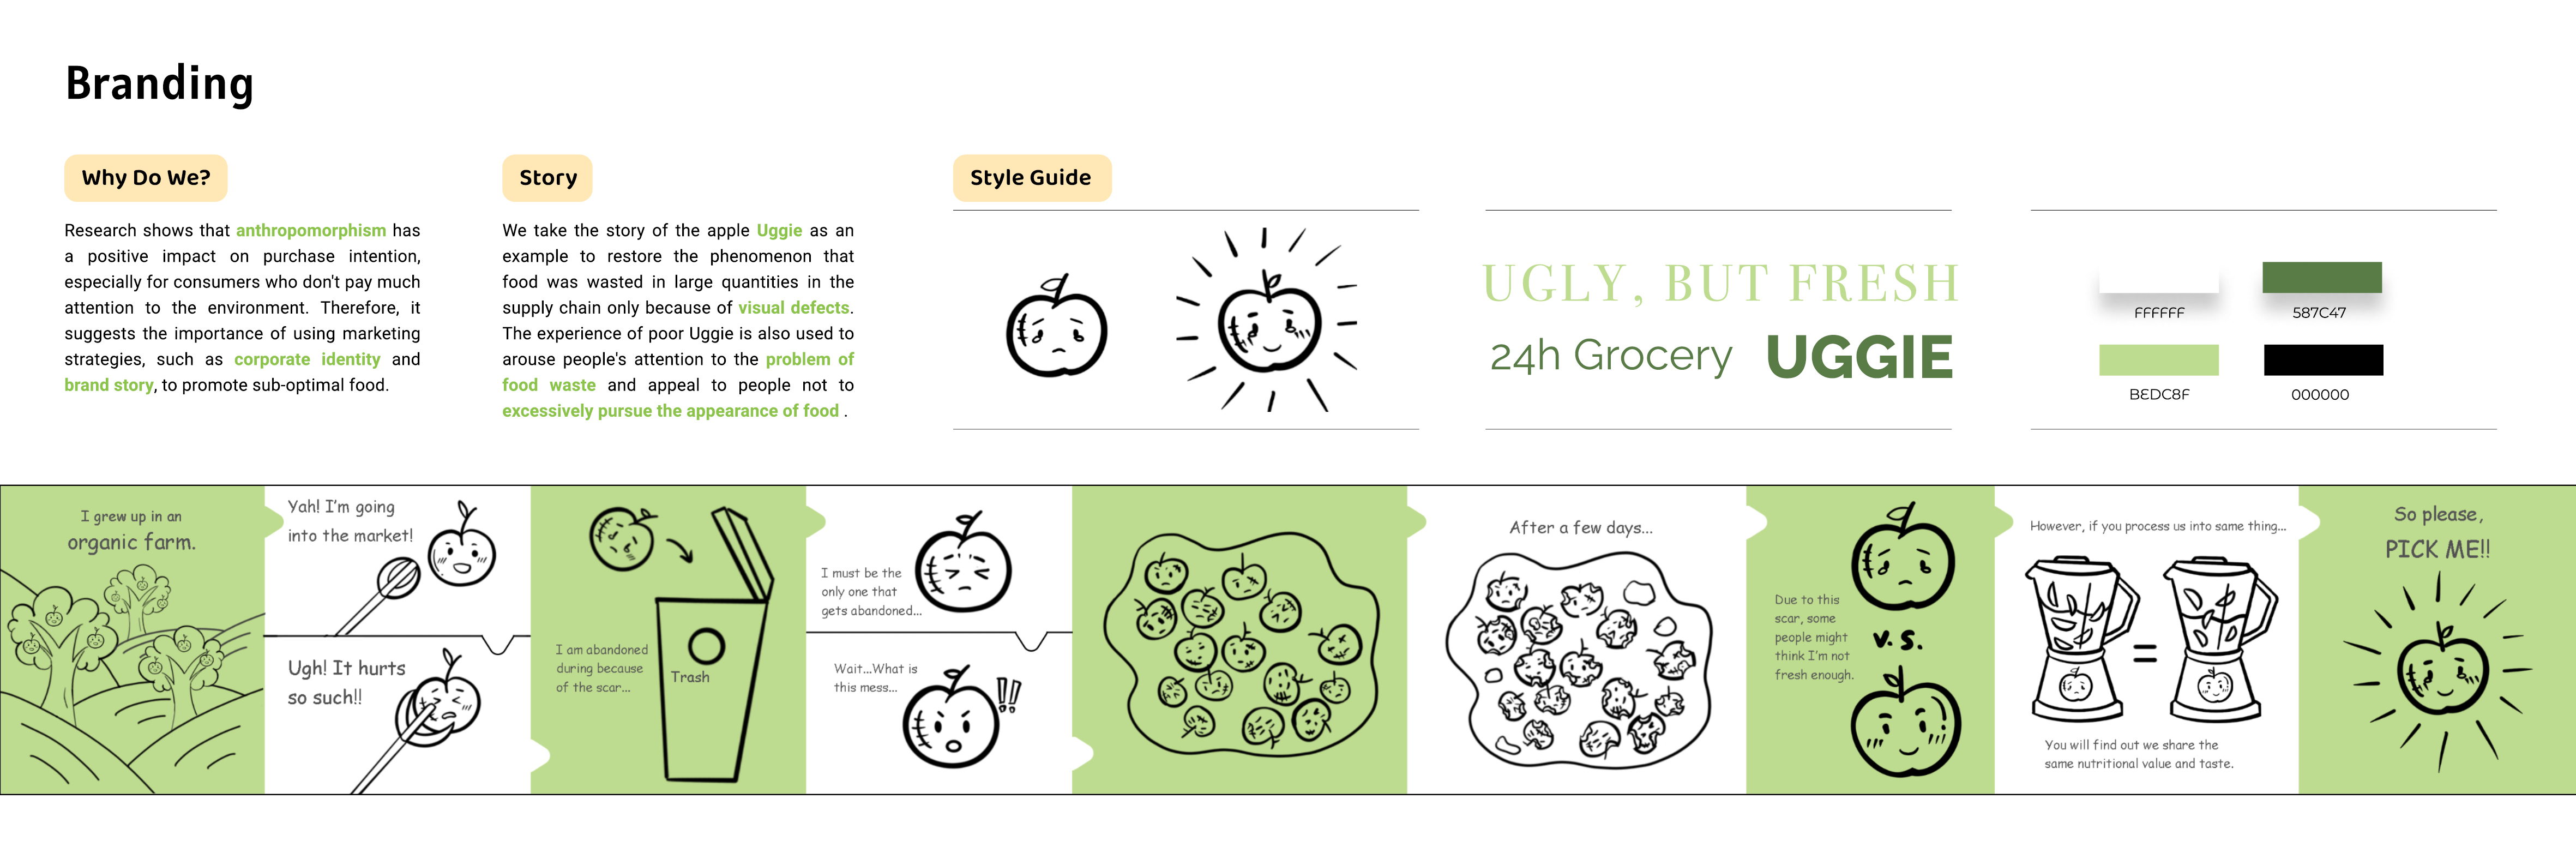 Branding
Why Do We?
Research shows that anthropomorphism has
a positive impact on purchase intention,
especially for consumers who don't pay much
attention to the environment. Therefore, it
suggests the importance of using marketing
strategies, such as corporate identity and
brand story, to promote sub-optimal food.
Story
We take the story of the apple Uggie as an
example to restore the phenomenon that
food was wasted in large quantities in the
supply chain only because of visual defects.
The experience of poor Uggie is also used to
arouse people's attention to the problem of
food waste and appeal to people not to
excessively pursue the appearance of food .
Style Guide
UGLY, BUT FRESH
24h Grocery UGGIE
FFFFFF
587C47
BEDC8F
000000
I grew up in an
organic farm.
Yah! I'm going
into the market!
Ugh! It hurts
so such!!
I am abandoned
during because
of the scar...
Trash
I must be the
only one that
gets abandoned...
Wait...What is
this mess...
!!
After a few days...
Due to this
scar, some
people might
think I'm not
fresh enough.
v.s.
However, if you process us into same thing...
=
You will find out we share the
same nutritional value and taste.
So please,
PICK ME!!